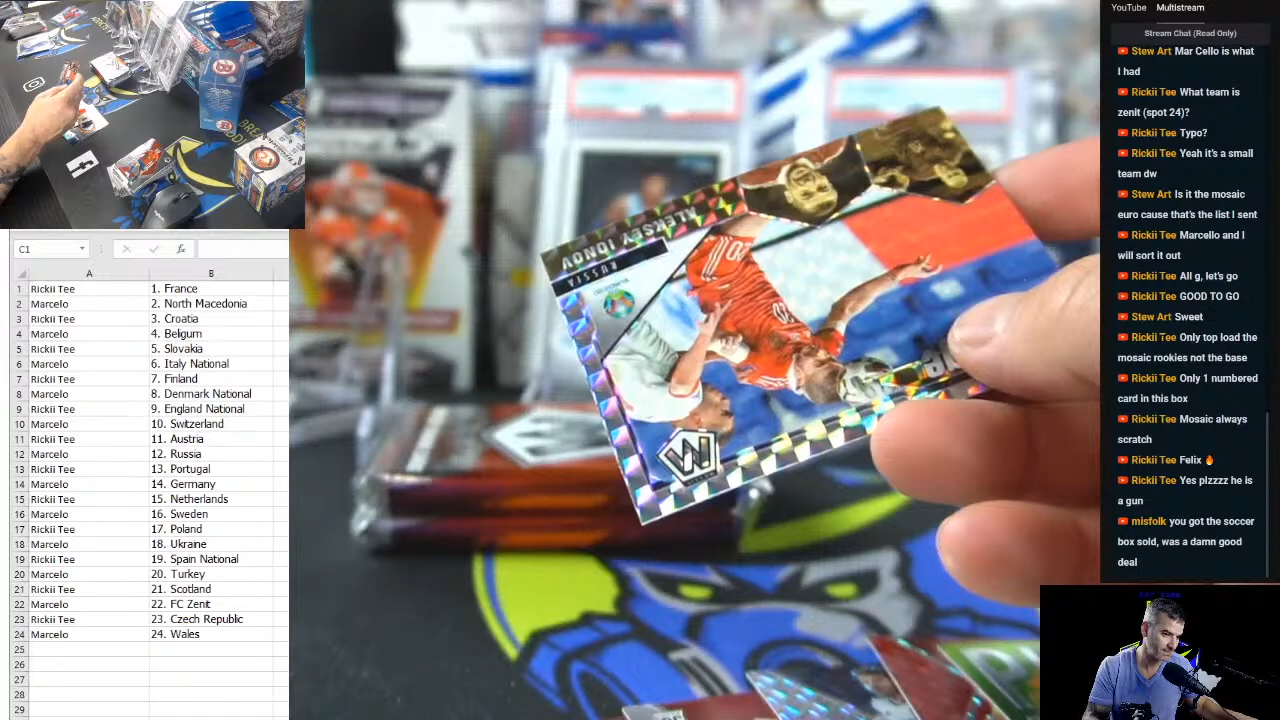 YouTube Multistream
Stream Chat (Read Only)
Stew Art Mar Cello is what
I had
Rickii Tee What team is
zenit (spot 24)?
Rickii Tee Typo?
Rickii Tee Yeah it's a small
team dw
Stew Art Is it the mosaic
euro cause that's the list I sent
Rickii Tee Marcello and I
will sort it out
Rickii Tee All g, let's go
Rickii Tee GOOD TO GO
Stew Art Sweet
Rickii Tee Only top load the
mosaic rookies not the base
Rickii Tee Only 1 numbered
card in this box
Rickii Tee Mosaic always
scratch
Rickii Tee Felix 🔥
Rickii Tee Yes plzzzz he is
a gun
misfolk you got the soccer
box sold, was a damn good
deal
C1
fx
A B
1 Rickii Tee 1. France
2 Marcelo 2. North Macedonia
3 Rickii Tee 3. Croatia
4 Marcelo 4. Beligum
5 Rickii Tee 5. Slovakia
6 Marcelo 6. Italy National
7 Rickii Tee 7. Finland
8 Marcelo 8. Denmark National
9 Rickii Tee 9. England National
10 Marcelo 10. Switzerland
11 Rickii Tee 11. Austria
12 Marcelo 12. Russia
13 Rickii Tee 13. Portugal
14 Marcelo 14. Germany
15 Rickii Tee 15. Netherlands
16 Marcelo 16. Sweden
17 Rickii Tee 17. Poland
18 Marcelo 18. Ukraine
19 Rickii Tee 19. Spain National
20 Marcelo 20. Turkey
21 Rickii Tee 21. Scotland
22 Marcelo 22. FC Zenit
23 Rickii Tee 23. Czech Republic
24 Marcelo 24. Wales
25
26
27
28
29
ALEKSEY IONOV
RUSSIA
20